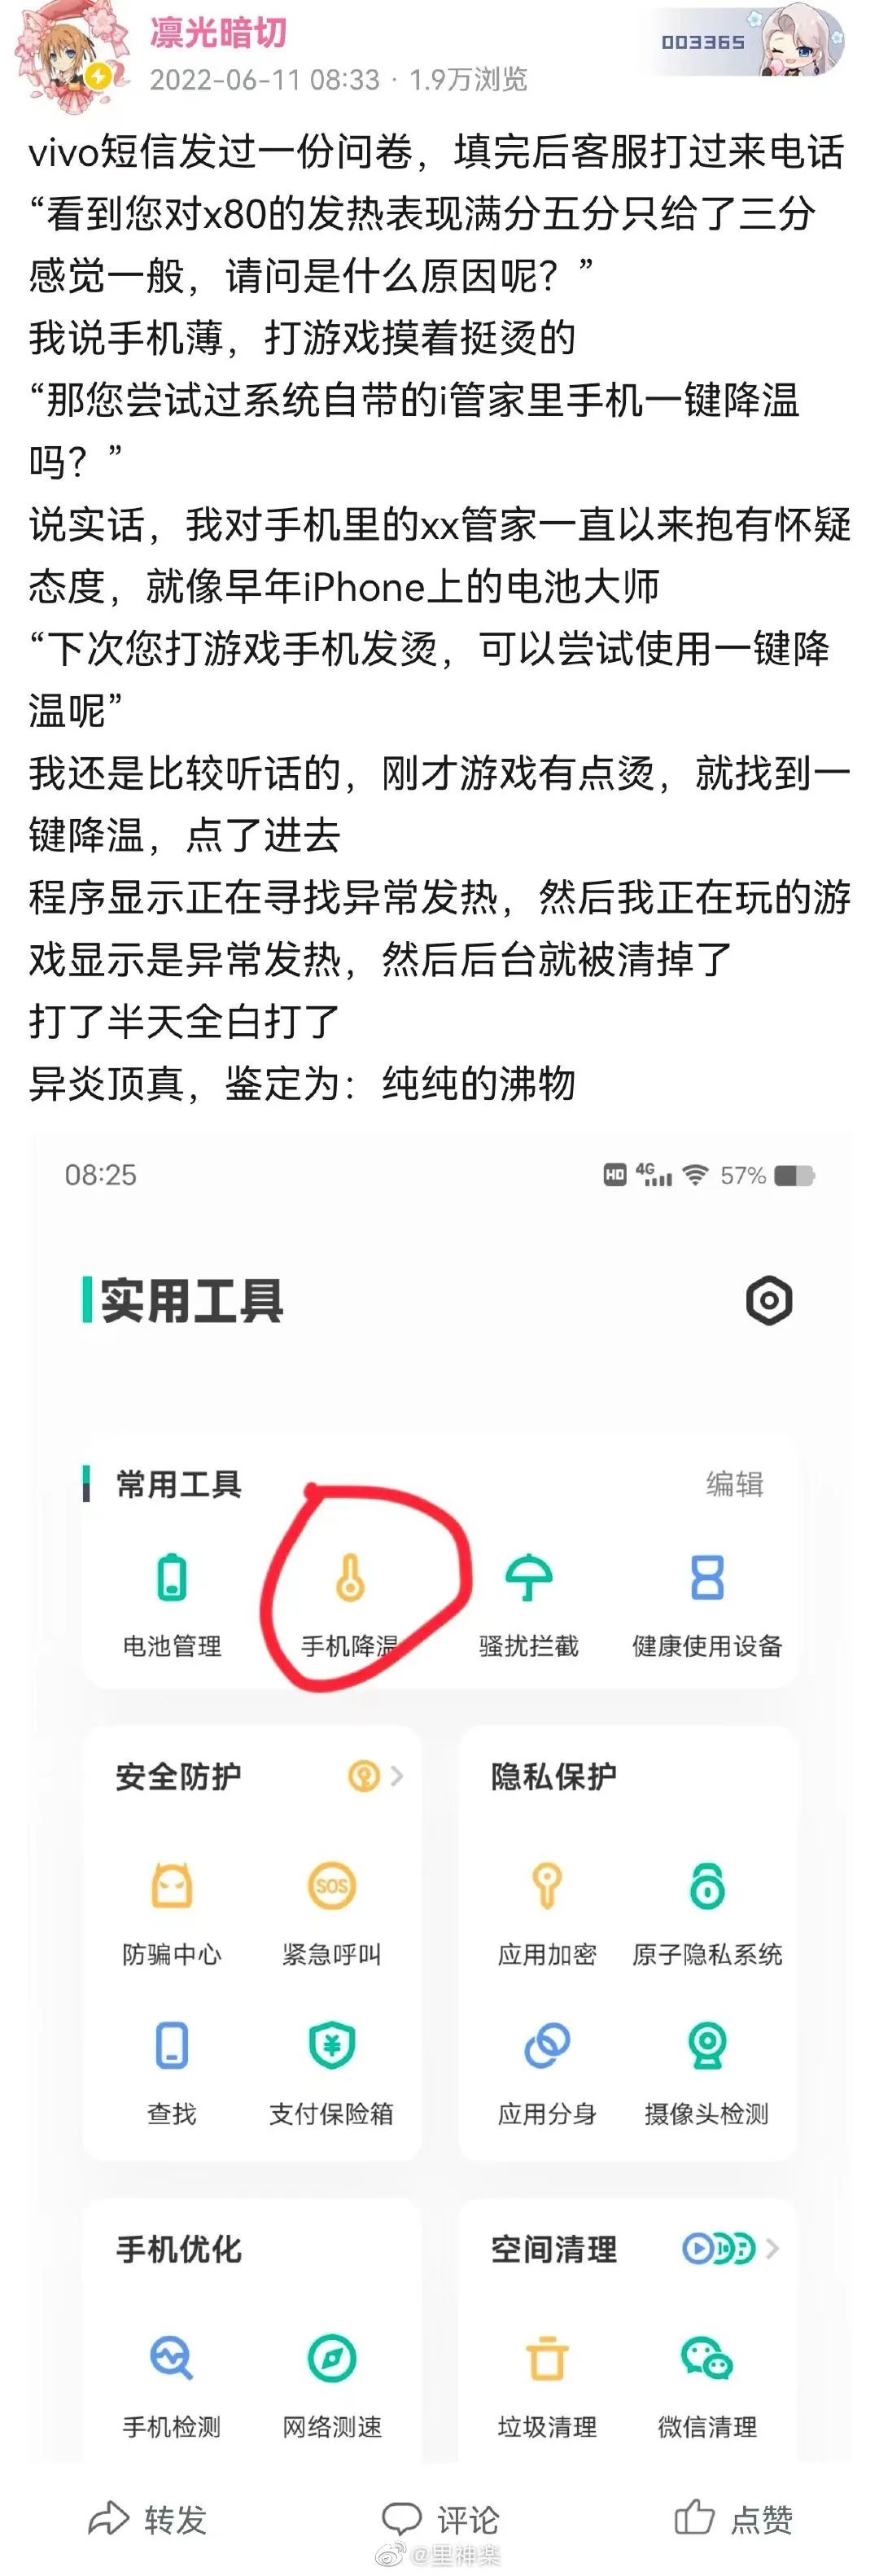 凛光暗切
003365
2022-06-11 08:33 · 1.9万浏览
vivo短信发过一份问卷，填完后客服打过来电话
“看到您对x80的发热表现满分五分只给了三分
感觉一般，请问是什么原因呢？”
我说手机薄，打游戏摸着挺烫的
“那您尝试过系统自带的i管家里手机一键降温
吗？”
说实话，我对手机里的xx管家一直以来抱有怀疑
态度，就像早年iPhone上的电池大师
“下次您打游戏手机发烫，可以尝试使用一键降
温呢”
我还是比较听话的，刚才游戏有点烫，就找到一
键降温，点了进去
程序显示正在寻找异常发热，然后我正在玩的游
戏显示是异常发热，然后后台就被清掉了
打了半天全白打了
异炎顶真，鉴定为：纯纯的沸物
08:25 HD 4G 57%
实用工具
常用工具 编辑
电池管理 手机降温 骚扰拦截 健康使用设备
安全防护 隐私保护
SOS
防骗中心 紧急呼叫 应用加密 原子隐私系统
¥
查找 支付保险箱 应用分身 摄像头检测
手机优化 空间清理
手机检测 网络测速 垃圾清理 微信清理
转发 评论 点赞
@里神楽